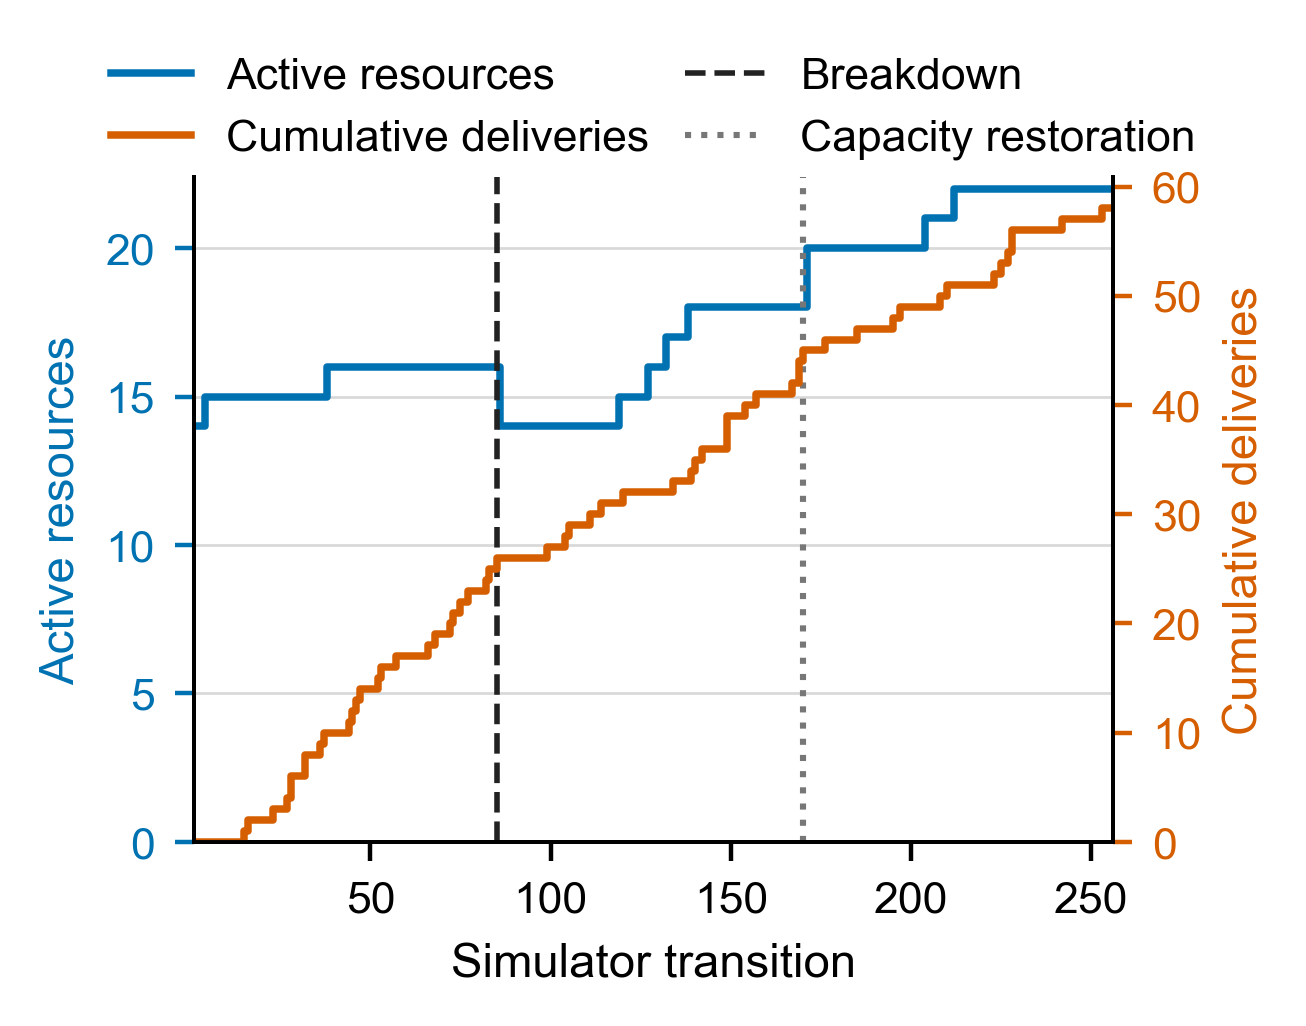 Active resources
Cumulative deliveries
Breakdown
Capacity restoration
20
15
10
5
0
Active resources
60
50
40
30
20
10
0
Cumulative deliveries
50 100 150 200 250
Simulator transition